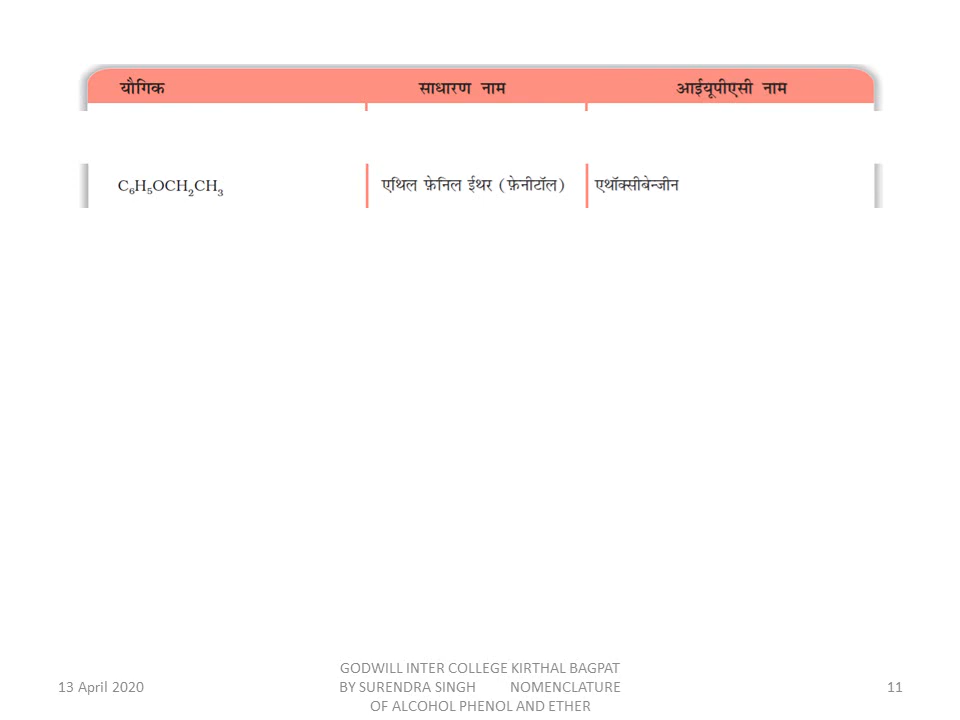 यौगिक साधारण नाम आईयूपीएसी नाम
C₆H₅OCH₂CH₃ एथिल फ़ेनिल ईथर (फ़ेनीटॉल) एथॉक्सीबेन्जीन
GODWILL INTER COLLEGE KIRTHAL BAGPAT
13 April 2020 BY SURENDRA SINGH NOMENCLATURE 11
OF ALCOHOL PHENOL AND ETHER